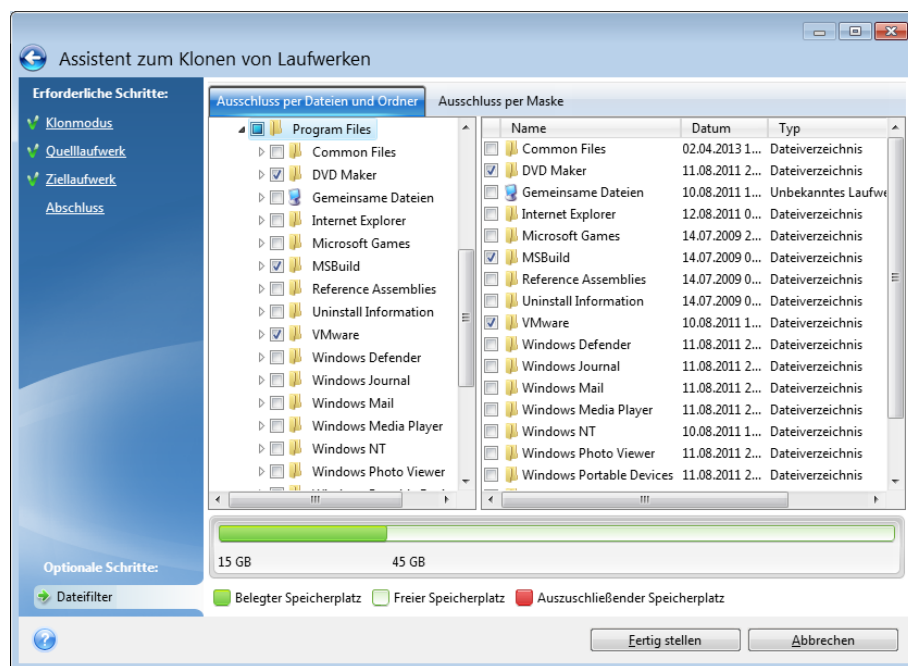 Assistent zum Klonen von Laufwerken
Erforderliche Schritte:
Klonmodus
Quelllaufwerk
Ziellaufwerk
Abschluss
Optionale Schritte:
Dateifilter
Ausschluss per Dateien und Ordner
Ausschluss per Maske
Program Files
Common Files
DVD Maker
Gemeinsame Dateien
Internet Explorer
Microsoft Games
MSBuild
Reference Assemblies
Uninstall Information
VMware
Windows Defender
Windows Journal
Windows Mail
Windows Media Player
Windows NT
Windows Photo Viewer
Name Datum Typ
Common Files 02.04.2013 1... Dateiverzeichnis
DVD Maker 11.08.2011 2... Dateiverzeichnis
Gemeinsame Dateien 10.08.2011 1... Unbekanntes Laufwe
Internet Explorer 12.08.2011 0... Dateiverzeichnis
Microsoft Games 14.07.2009 2... Dateiverzeichnis
MSBuild 14.07.2009 0... Dateiverzeichnis
Reference Assemblies 14.07.2009 0... Dateiverzeichnis
Uninstall Information 14.07.2009 0... Dateiverzeichnis
VMware 10.08.2011 1... Dateiverzeichnis
Windows Defender 11.08.2011 2... Dateiverzeichnis
Windows Journal 11.08.2011 2... Dateiverzeichnis
Windows Mail 11.08.2011 2... Dateiverzeichnis
Windows Media Player 11.08.2011 2... Dateiverzeichnis
Windows NT 10.08.2011 1... Dateiverzeichnis
Windows Photo Viewer 11.08.2011 2... Dateiverzeichnis
Windows Portable Devices 11.08.2011 2... Dateiverzeichnis
15 GB 45 GB
Belegter Speicherplatz Freier Speicherplatz Auszuschließender Speicherplatz
Fertig stellen Abbrechen